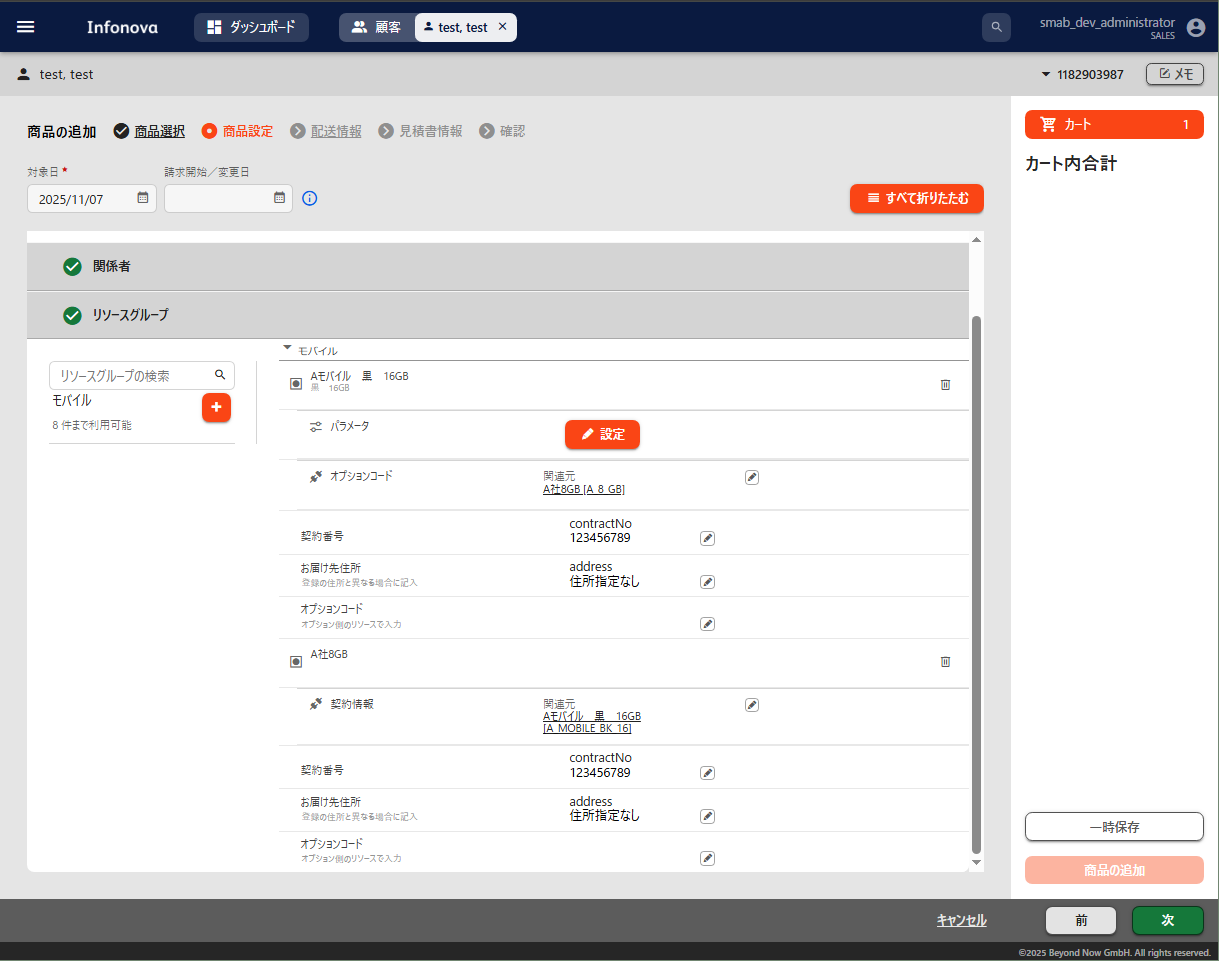 Infonova
ダッシュボード
顧客
test, test ×
smab_dev_administrator
SALES
test, test
1182903987
メモ
商品の追加
商品選択
商品設定
配送情報
見積書情報
確認
カート
1
カート内合計
対象日 *
請求開始／変更日
2025/11/07
すべて折りたたむ
関係者
リソースグループ
リソースグループの検索
モバイル
+
8 件まで利用可能
モバイル
Aモバイル　黒　16GB
黒　16GB
パラメータ
設定
オプションコード
関連元
A社8GB [A_8_GB]
契約番号
contractNo
123456789
お届け先住所
登録の住所と異なる場合に記入
address
住所指定なし
オプションコード
オプション側のリソースで入力
A社8GB
契約情報
関連元
Aモバイル　黒　16GB
[A_MOBILE_BK_16]
契約番号
contractNo
123456789
お届け先住所
登録の住所と異なる場合に記入
address
住所指定なし
オプションコード
オプション側のリソースで入力
一時保存
商品の追加
キャンセル
前
次
©2025 Beyond Now GmbH. All rights reserved.